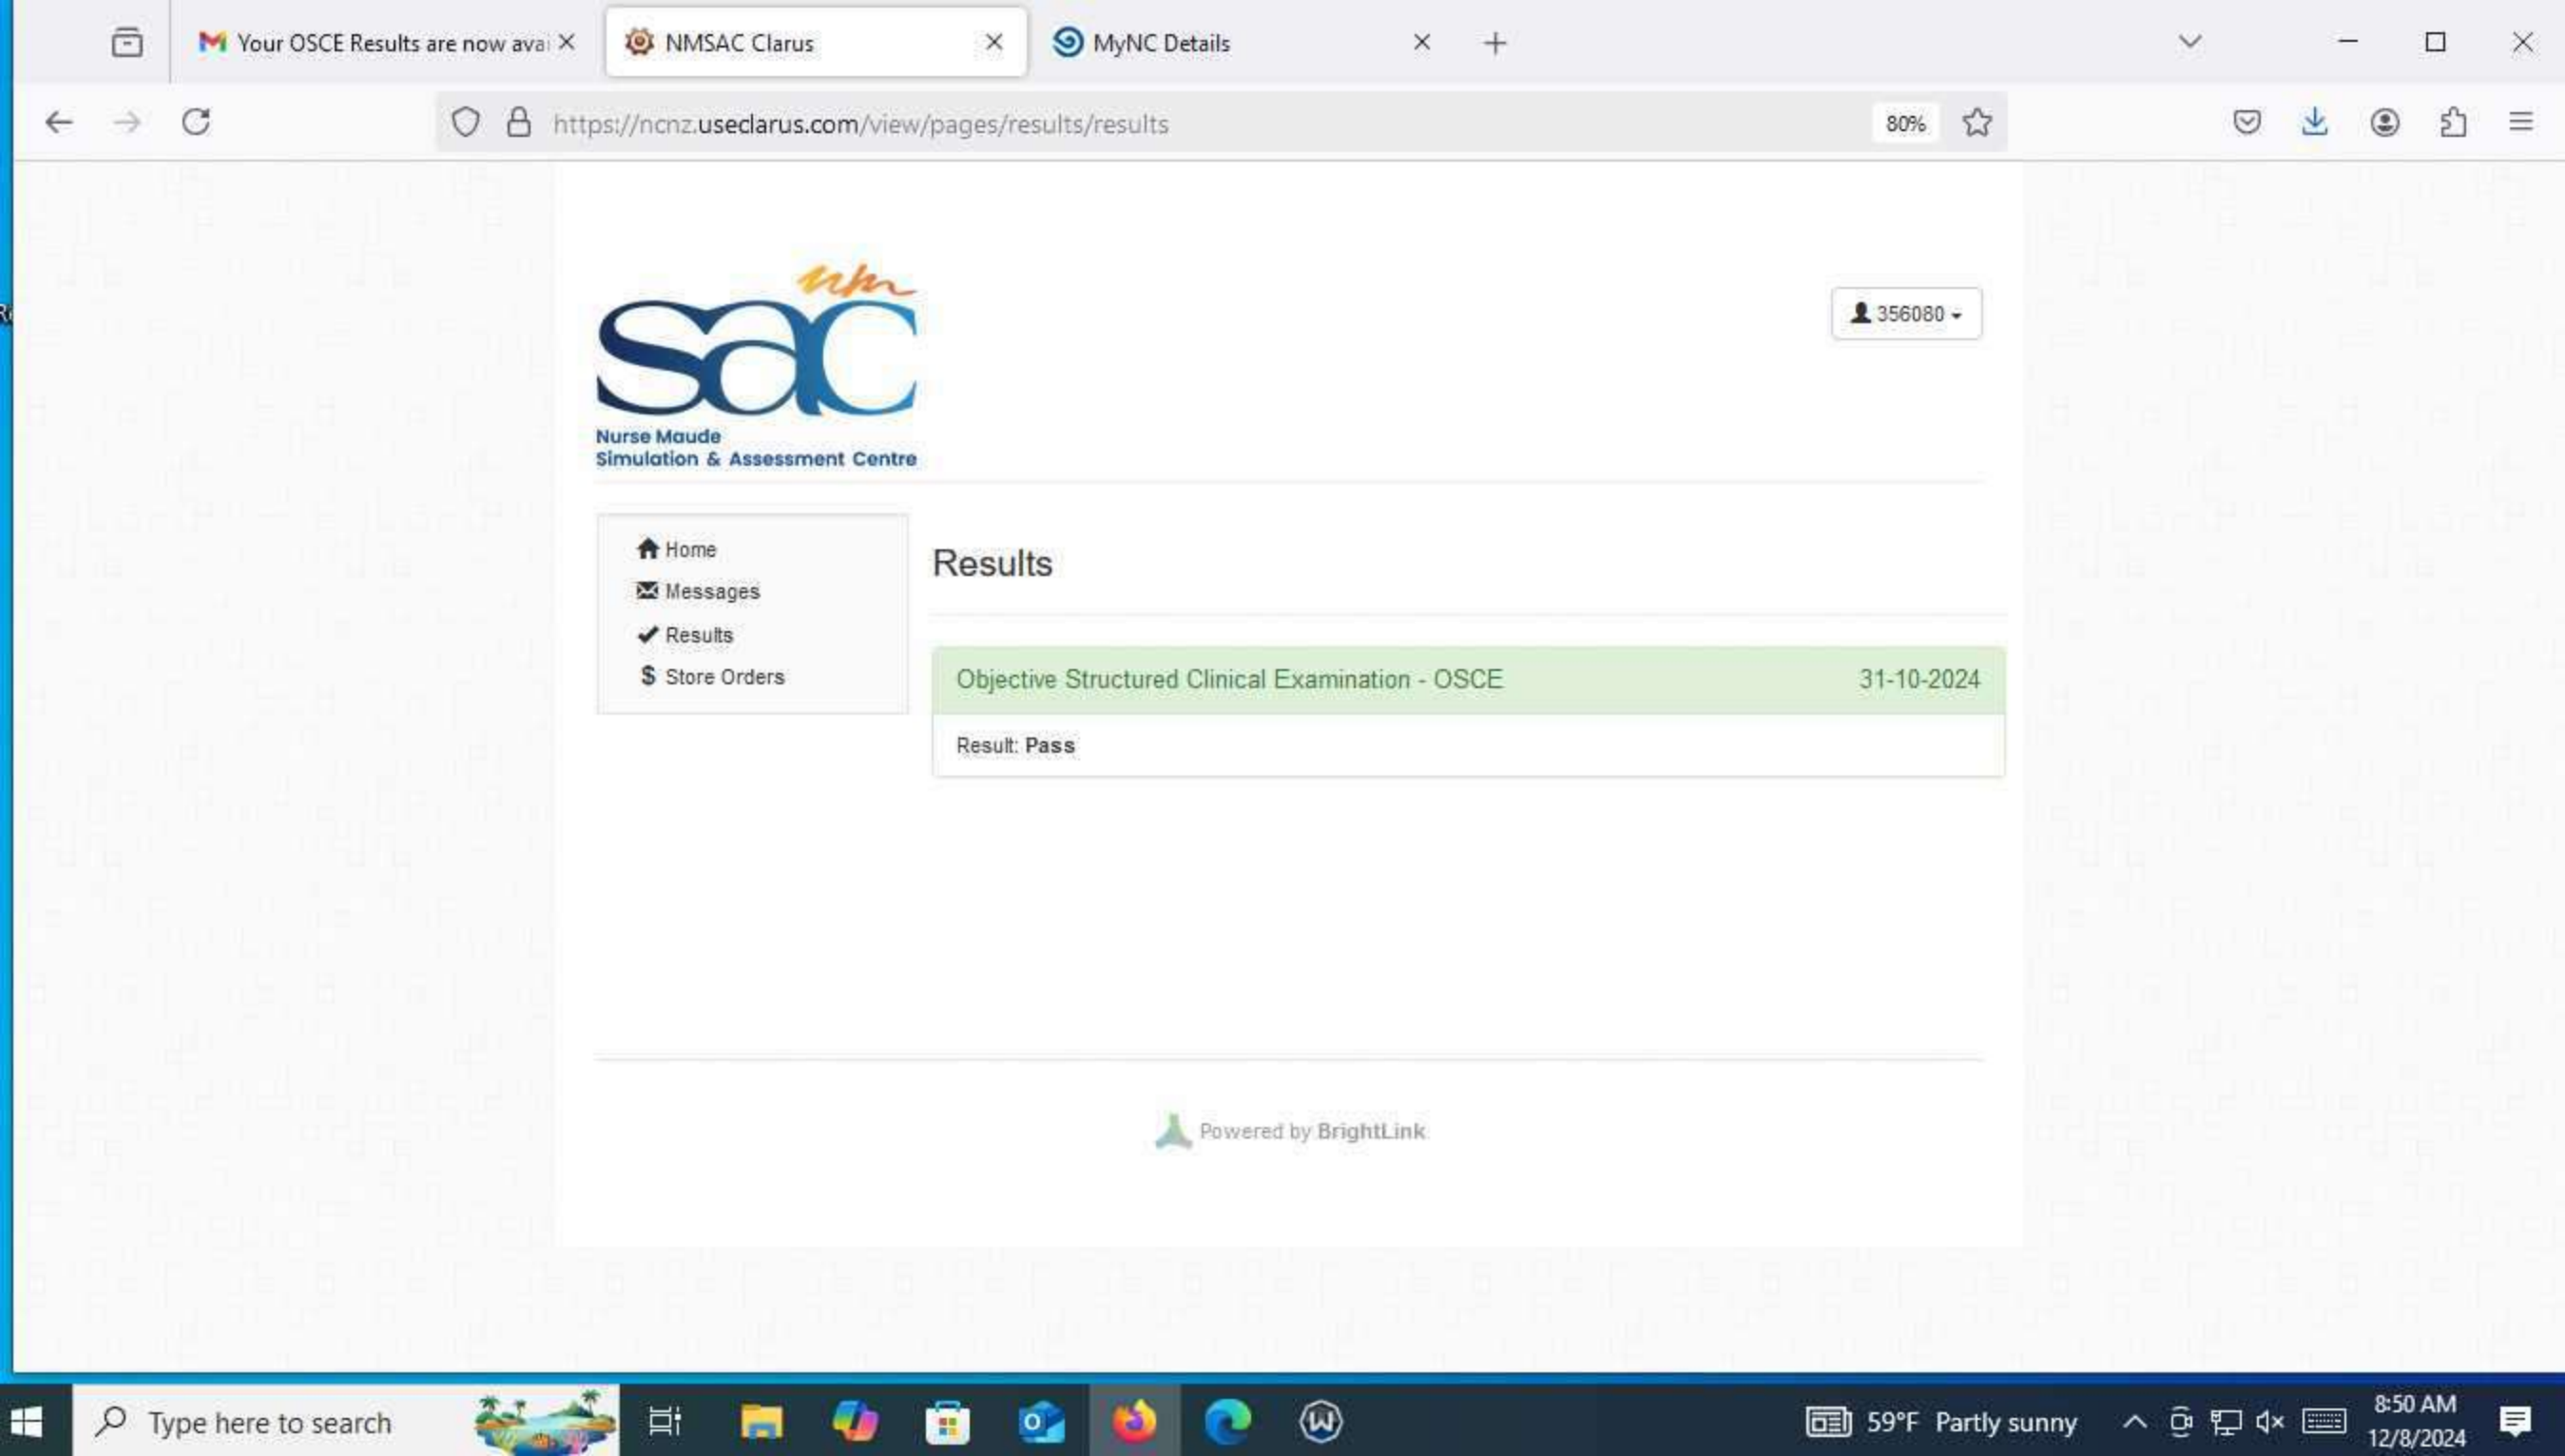 Your OSCE Results are now avai
NMSAC Clarus
MyNC Details
https://ncnz.useclarus.com/view/pages/results/results
80%
nm
sac
Nurse Maude
Simulation & Assessment Centre
356080
Home
Messages
Results
Store Orders
Results
Objective Structured Clinical Examination - OSCE 31-10-2024
Result: Pass
Powered by BrightLink
Type here to search
59°F Partly sunny
8:50 AM
12/8/2024